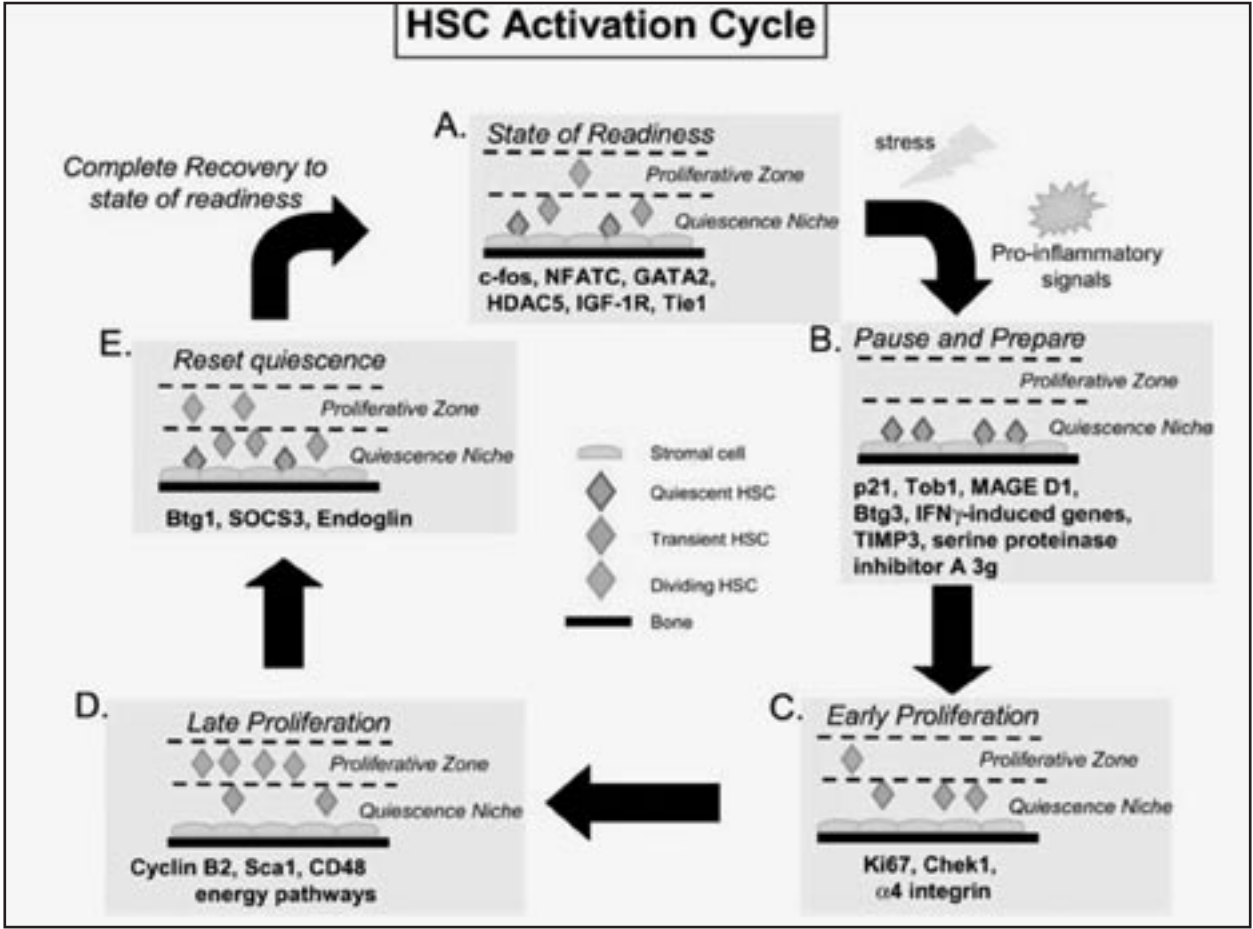 HSC Activation Cycle
A.
State of Readiness
Proliferative Zone
Quiescence Niche
c-fos, NFATC, GATA2,
HDAC5, IGF-1R, Tie1
stress
Pro-inflammatory
signals
B.
Pause and Prepare
Proliferative Zone
Quiescence Niche
p21, Tob1, MAGE D1,
Btg3, IFNγ-induced genes,
TIMP3, serine proteinase
inhibitor A 3g
C.
Early Proliferation
Proliferative Zone
Quiescence Niche
Ki67, Chek1,
α4 integrin
D.
Late Proliferation
Proliferative Zone
Quiescence Niche
Cyclin B2, Sca1, CD48
energy pathways
E.
Reset quiescence
Proliferative Zone
Quiescence Niche
Btg1, SOCS3, Endoglin
Complete Recovery to
state of readiness
Stromal cell
Quiescent HSC
Transient HSC
Dividing HSC
Bone